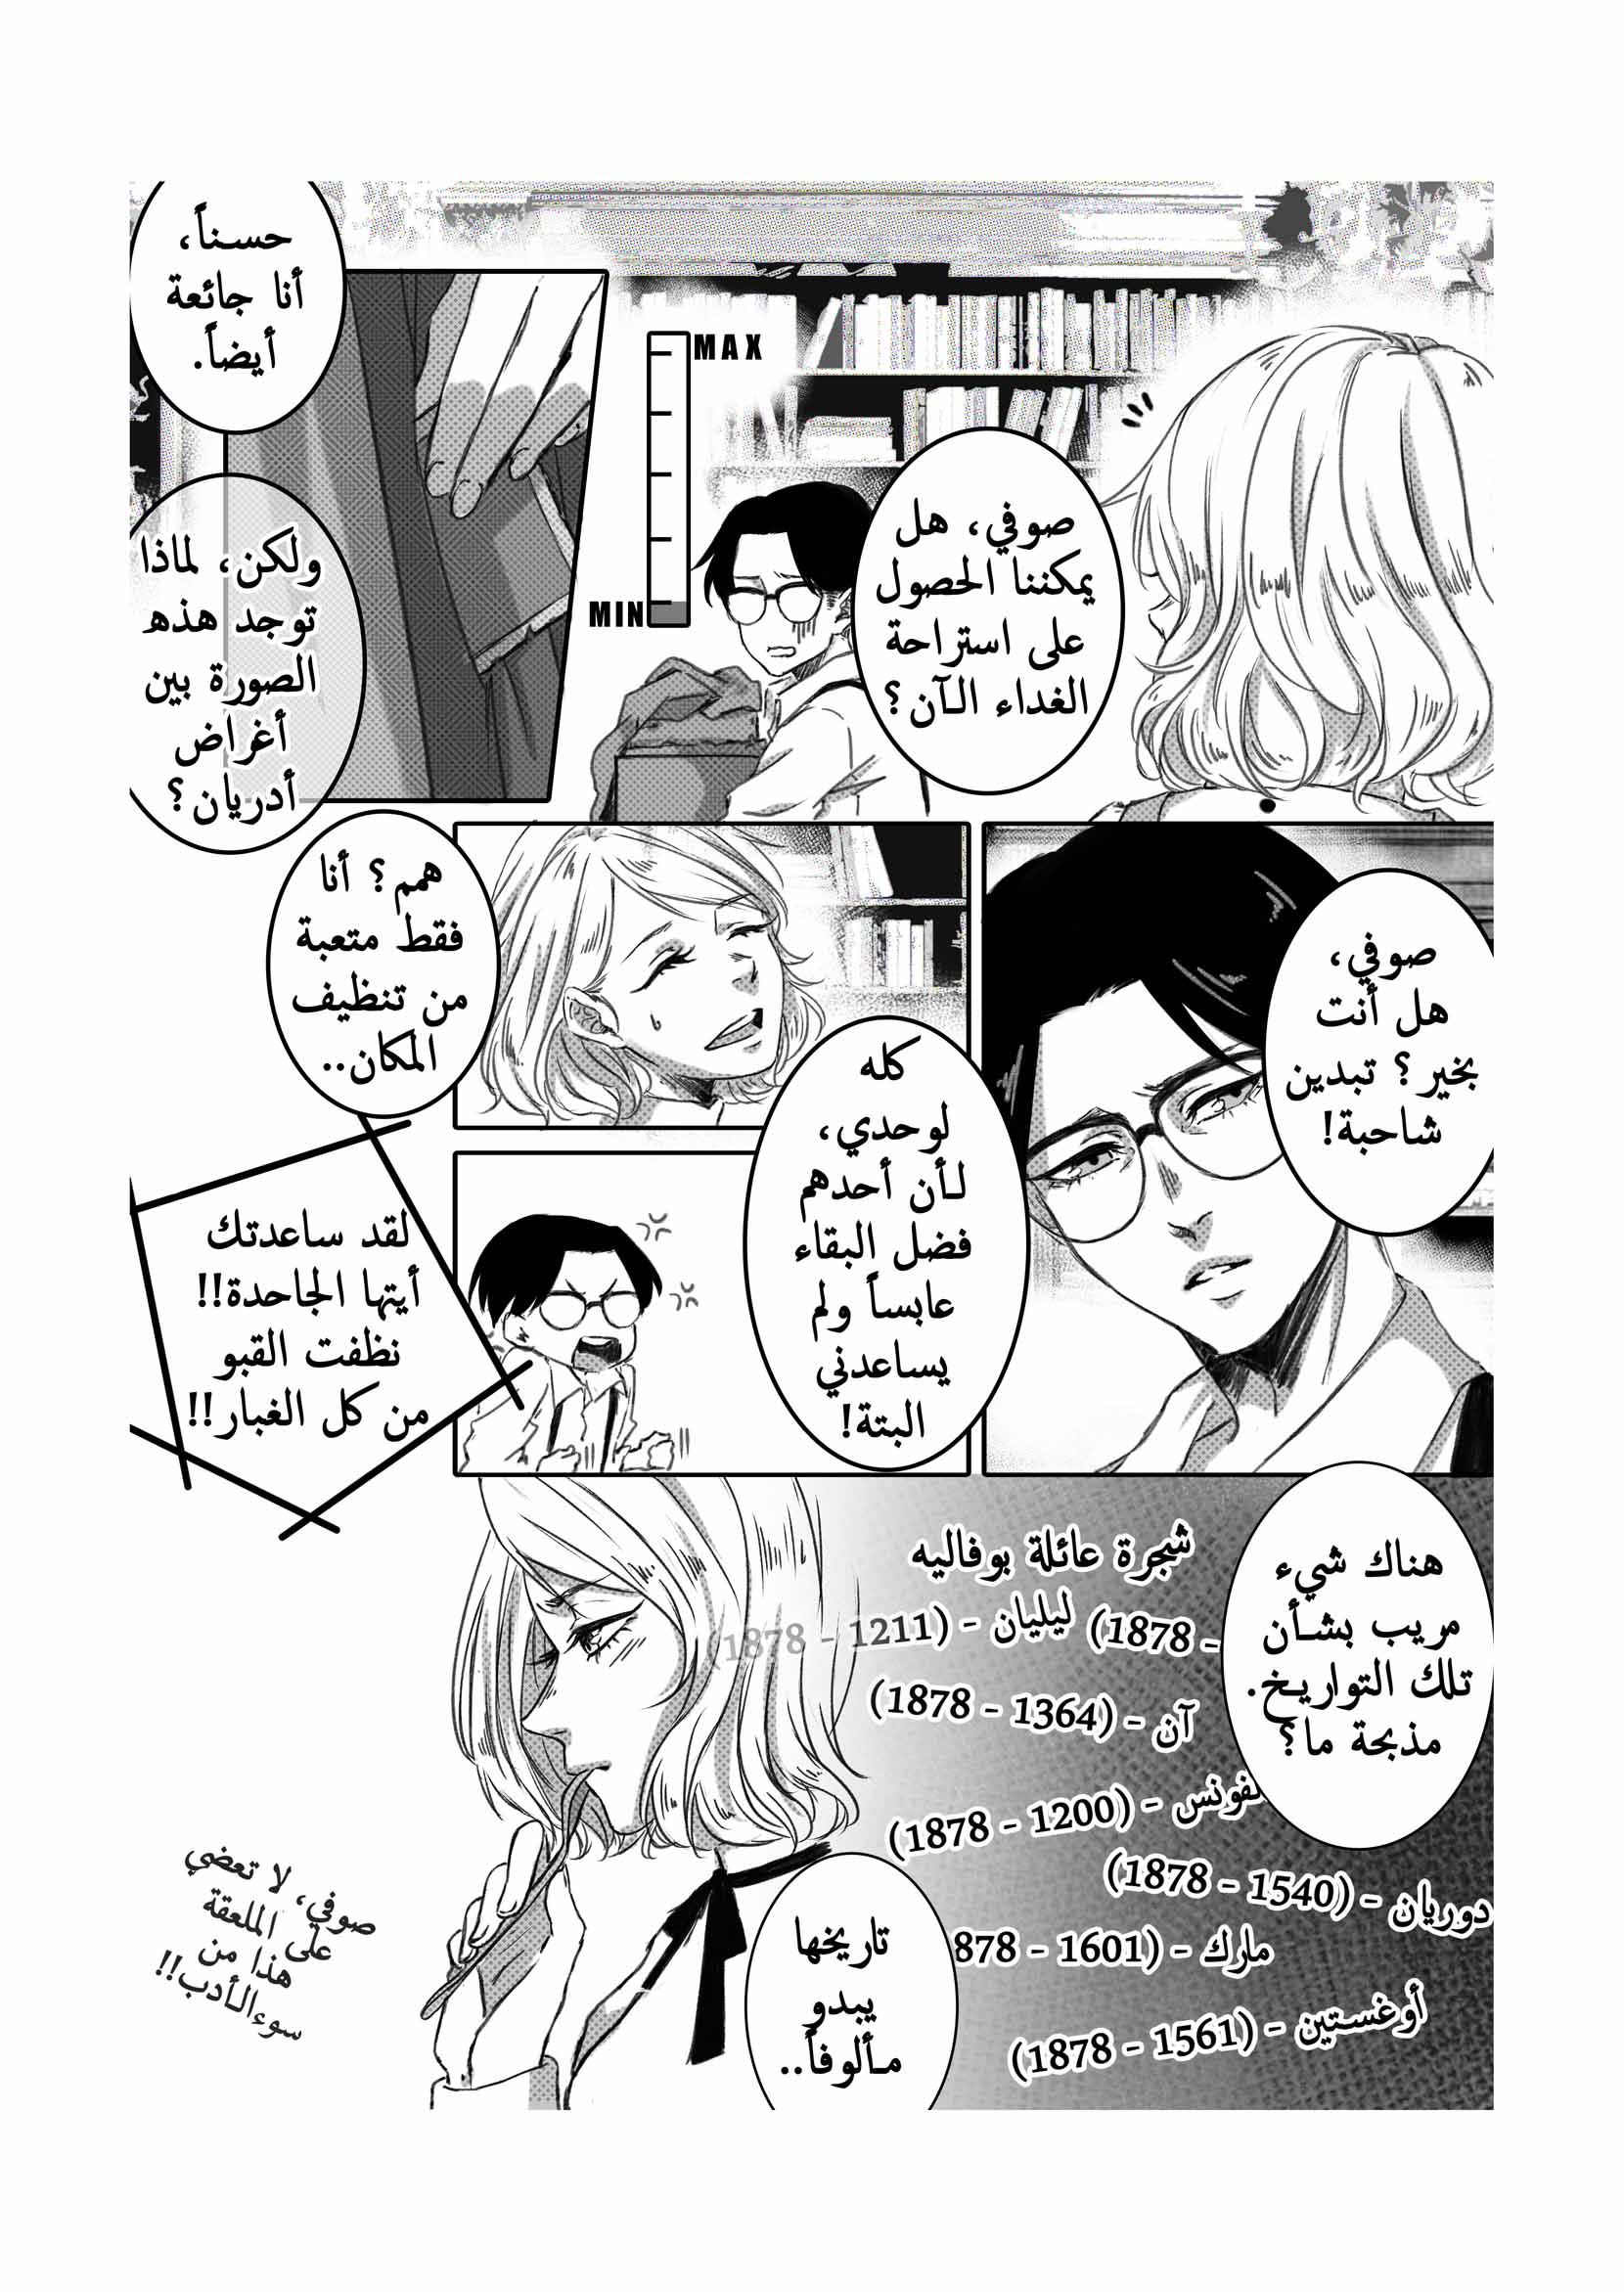 صوفي، هل
يمكننا الحصول
على استراحة
الغداء الآن؟
MAX
MIN
حسناً،
أنا جائعة
أيضاً.
ولكن، لماذا
توجد هذه
الصورة بين
أغراض
أدريان؟
صوفي،
هل أنت
بخير؟ تبدين
شاحبة!
همم؟ أنا
فقط متعبة
من تنظيف
المكان..
كله
لوحدي،
لأن أحدهم
فضل البقاء
عابساً ولم
يساعدني
البتة!
لقد ساعدتك
أيتها الجاحدة!!
نظفت القبو
من كل الغبار!!
هناك شيء
مريب بشأن
تلك التواريخ.
مذبحة ما؟
شجرة عائلة بوفاليه
- 1878)
ليليان - (1211 - 1878)
آن - (1364 - 1878)
لفونس - (1200 - 1878)
دوريان - (1540 - 1878)
مارك - (1601 - 878
أوغستين - (1561 - 1878)
تاريخها
يبدو
مألوفاً..
صوفي، لا تعضي
على الملعقة
هذا من
سوء الأدب!!